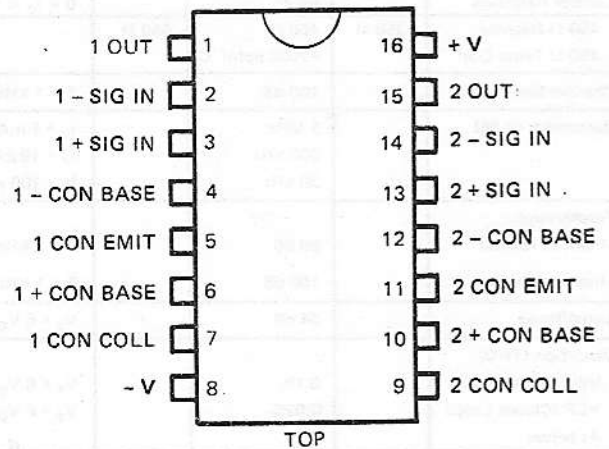 1 OUT 1 16 + V
1 – SIG IN 2 15 2 OUT
1 + SIG IN 3 14 2 – SIG IN
1 – CON BASE 4 13 2 + SIG IN
1 CON EMIT 5 12 2 – CON BASE
1 + CON BASE 6 11 2 CON EMIT
1 CON COLL 7 10 2 + CON BASE
– V 8 9 2 CON COLL
TOP